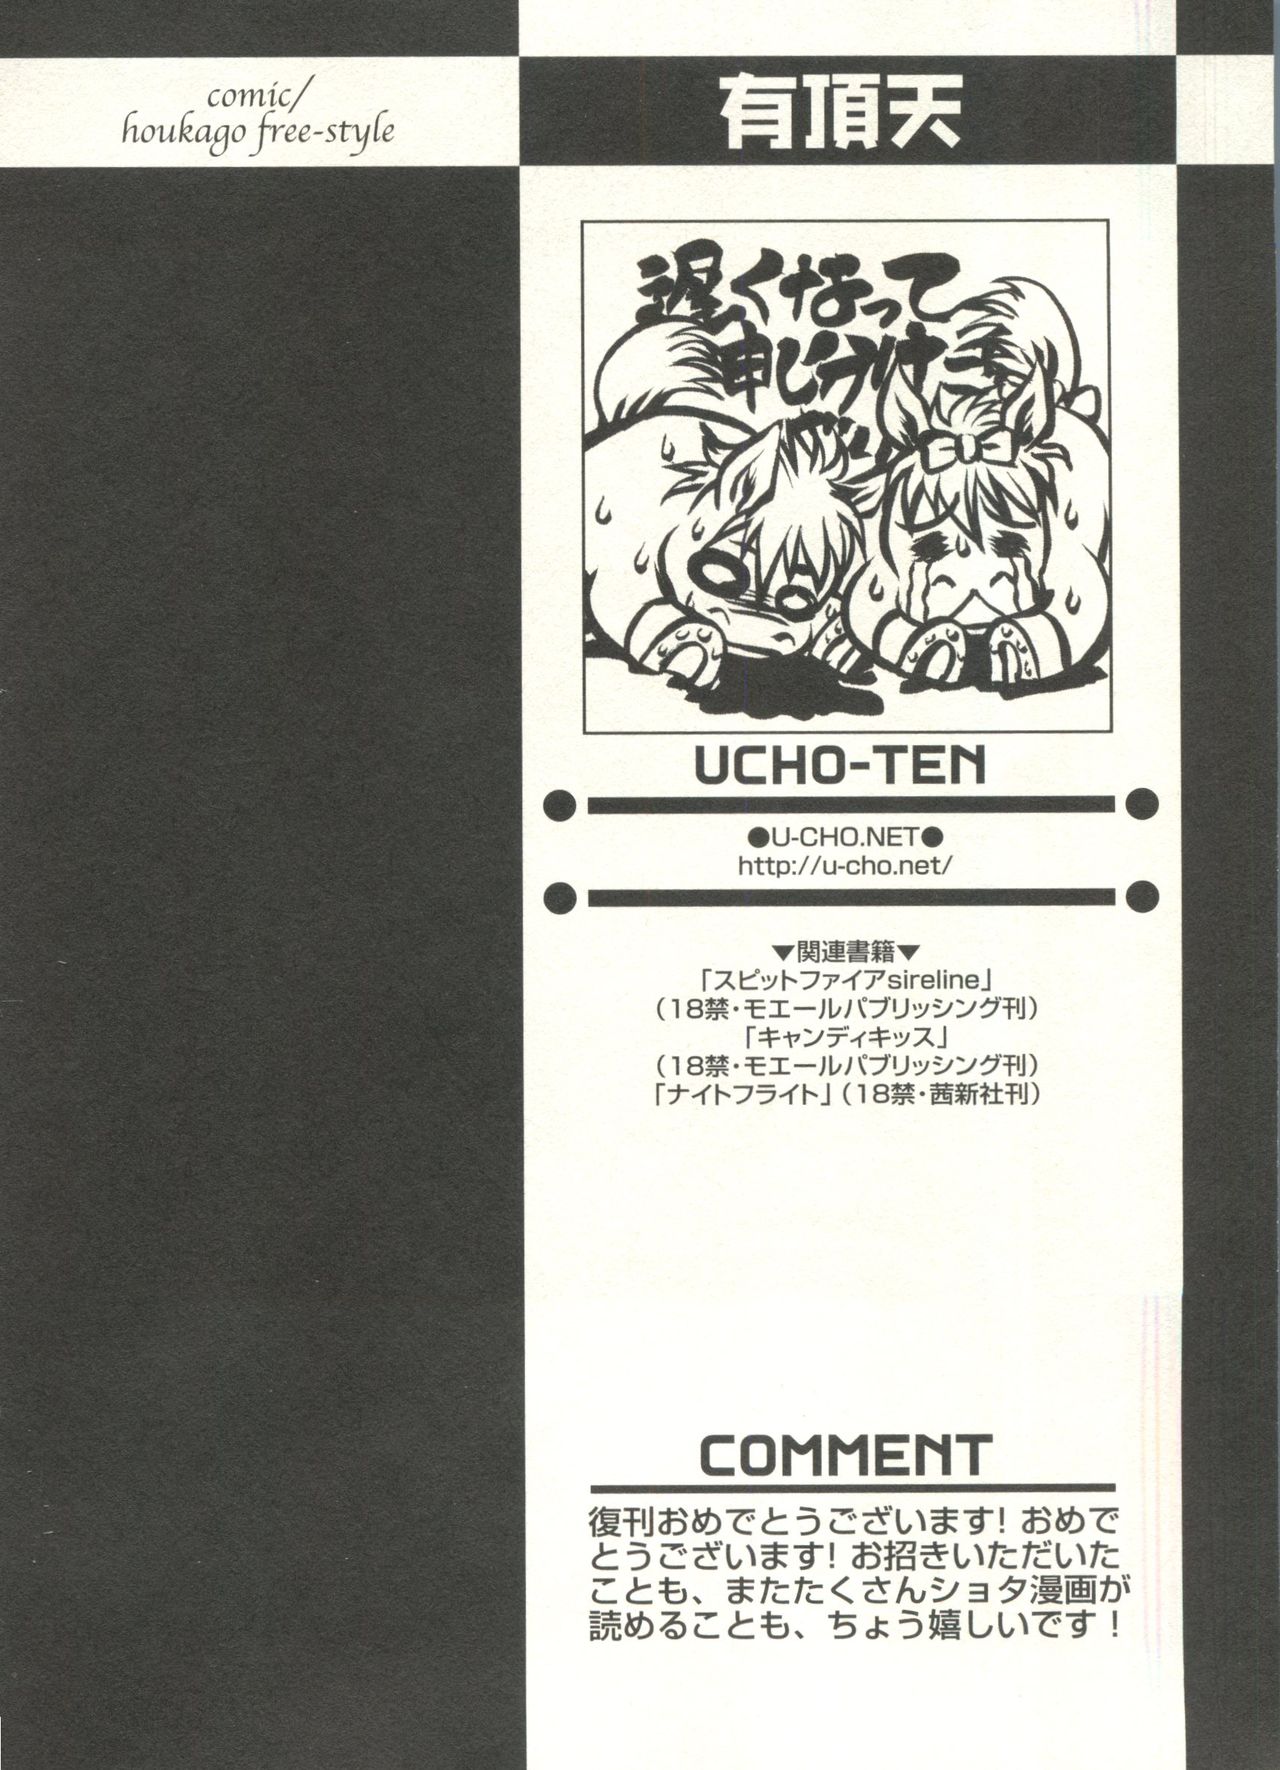 comic/
houkago free-style
有頂天
遅くなって
申し分け
UCHO-TEN
●U-CHO.NET●
http://u-cho.net/
▼関連書籍▼
「スピットファイアsireline」
（18禁・モエールパブリッシング刊）
「キャンディキッス」
（18禁・モエールパブリッシング刊）
「ナイトフライト」（18禁・茜新社刊）
COMMENT
復刊おめでとうございます! おめで
とうございます! お招きいただいた
ことも、またたくさんショタ漫画が
読めることも、ちょう嬉しいです！